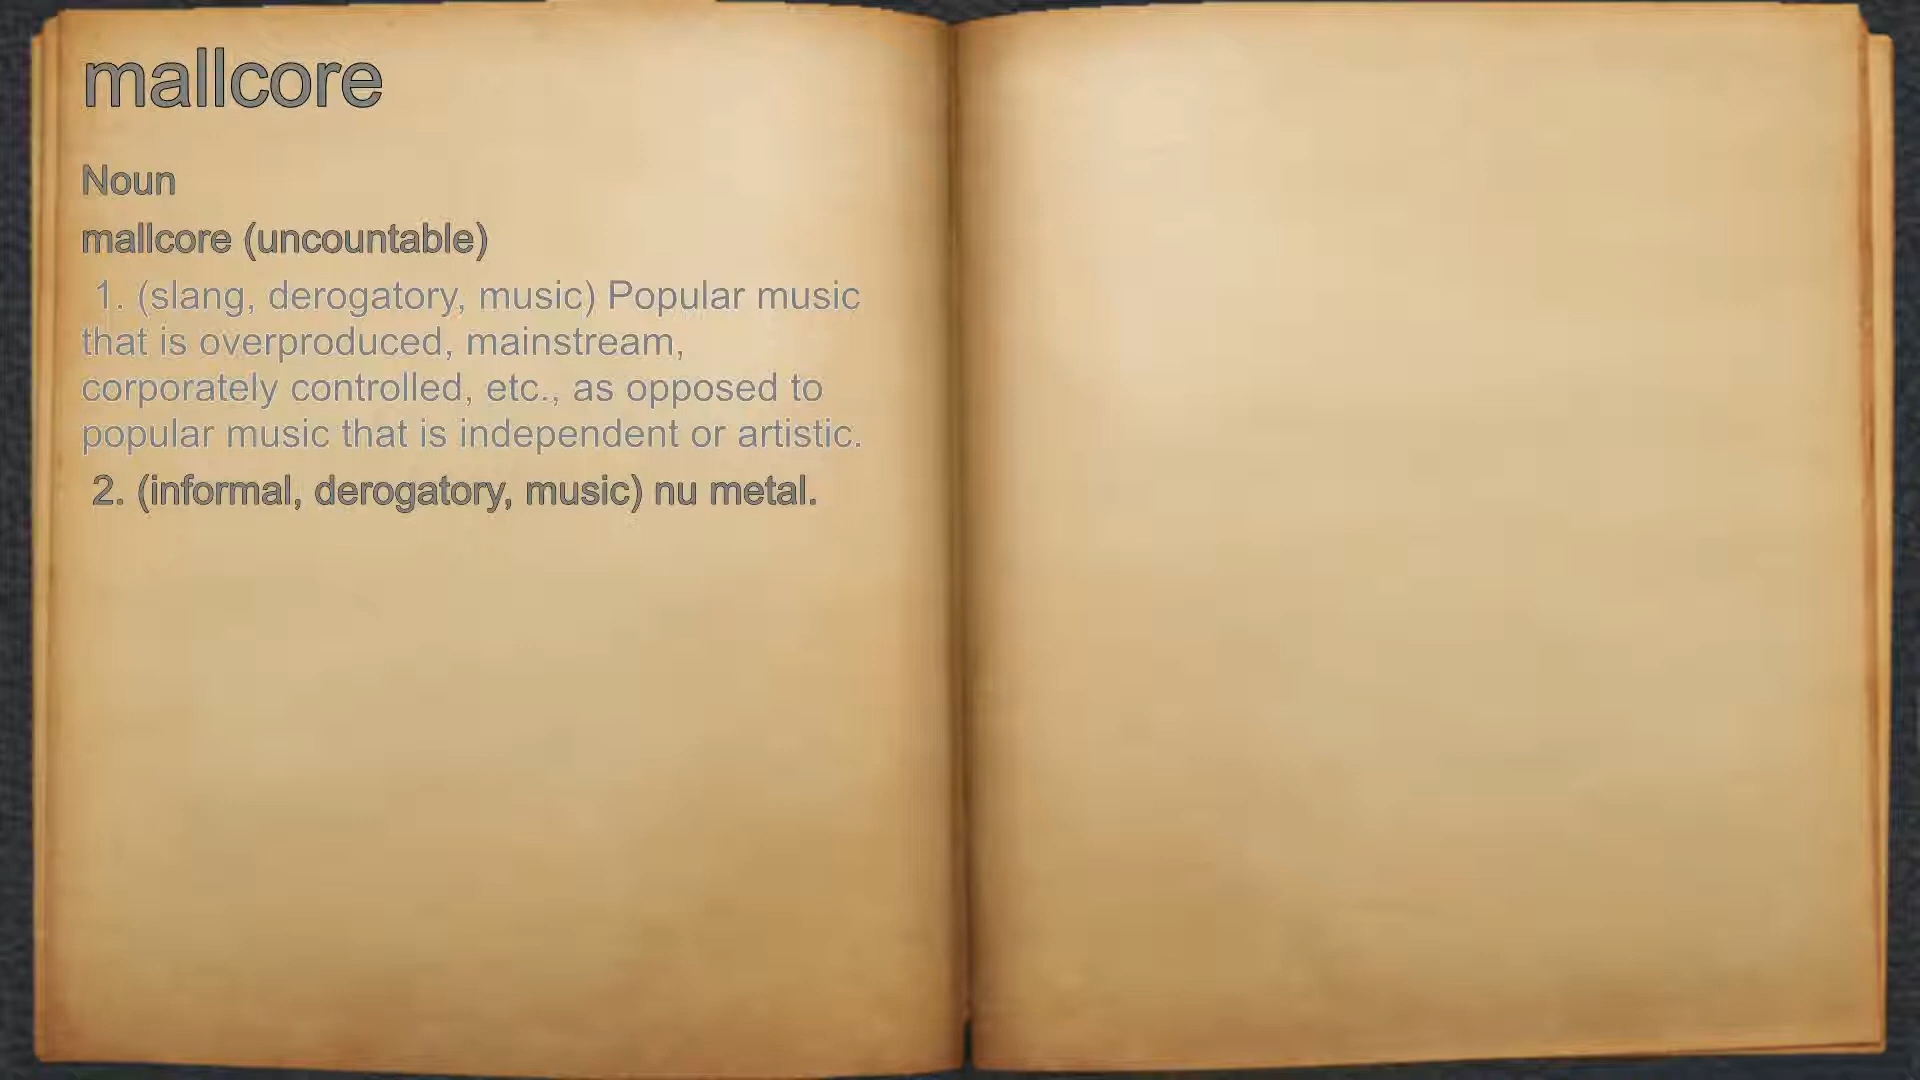 mallcore
Noun
mallcore (uncountable)
1. (slang, derogatory, music) Popular music
that is overproduced, mainstream,
corporately controlled, etc., as opposed to
popular music that is independent or artistic.
2. (informal, derogatory, music) nu metal.